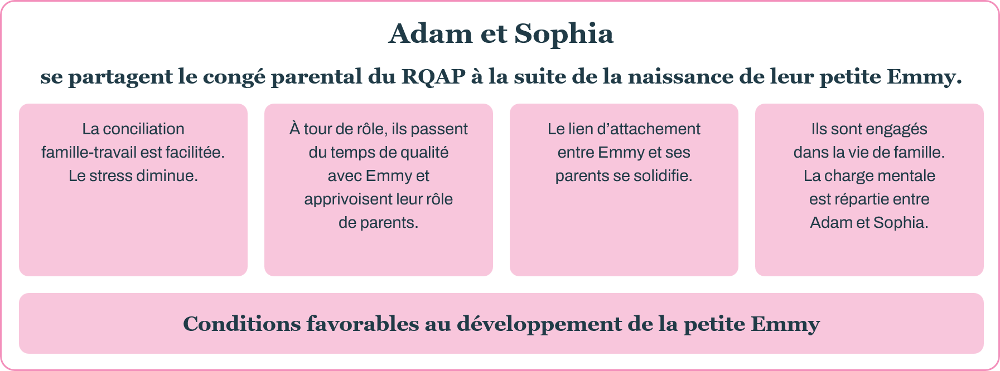 Adam et Sophia
se partagent le congé parental du RQAP à la suite de la naissance de leur petite Emmy.
La conciliation
famille-travail est facilitée.
Le stress diminue.
À tour de rôle, ils passent
du temps de qualité
avec Emmy et
apprivoisent leur rôle
de parents.
Le lien d’attachement
entre Emmy et ses
parents se solidifie.
Ils sont engagés
dans la vie de famille.
La charge mentale
est répartie entre
Adam et Sophia.
Conditions favorables au développement de la petite Emmy